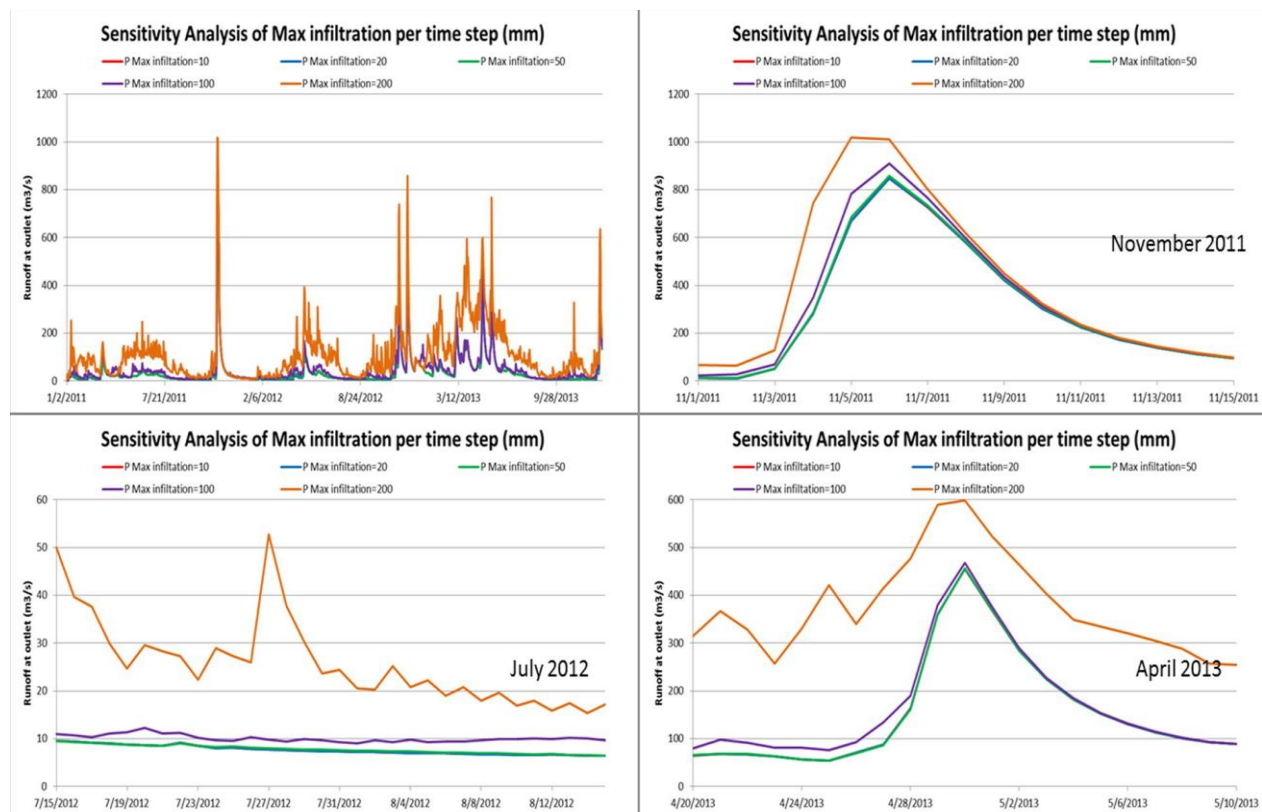 Sensitivity Analysis of Max infiltration per time step (mm)
P Max infiltation=10 P Max infiltation=20 P Max infiltation=50
P Max infiltation=100 P Max infiltation=200
Runoff at outlet (m3/s)
1200
1000
800
600
400
200
0
1/2/2011 7/21/2011 2/6/2012 8/24/2012 3/12/2013 9/28/2013
Sensitivity Analysis of Max infiltration per time step (mm)
P Max infiltation=10 P Max infiltation=20 P Max infiltation=50
P Max infiltation=100 P Max infiltation=200
Runoff at outlet (m3/s)
1200
1000
800
600
400
200
0
November 2011
11/1/2011 11/3/2011 11/5/2011 11/7/2011 11/9/2011 11/11/2011 11/13/2011 11/15/2011
Sensitivity Analysis of Max infiltration per time step (mm)
P Max infiltation=10 P Max infiltation=20 P Max infiltation=50
P Max infiltation=100 P Max infiltation=200
Runoff at outlet (m3/s)
60
50
40
30
20
10
0
July 2012
7/15/2012 7/19/2012 7/23/2012 7/27/2012 7/31/2012 8/4/2012 8/8/2012 8/12/2012
Sensitivity Analysis of Max infiltration per time step (mm)
P Max infiltation=10 P Max infiltation=20 P Max infiltation=50
P Max infiltation=100 P Max infiltation=200
Runoff at outlet (m3/s)
600
500
400
300
200
100
0
April 2013
4/20/2013 4/24/2013 4/28/2013 5/2/2013 5/6/2013 5/10/2013